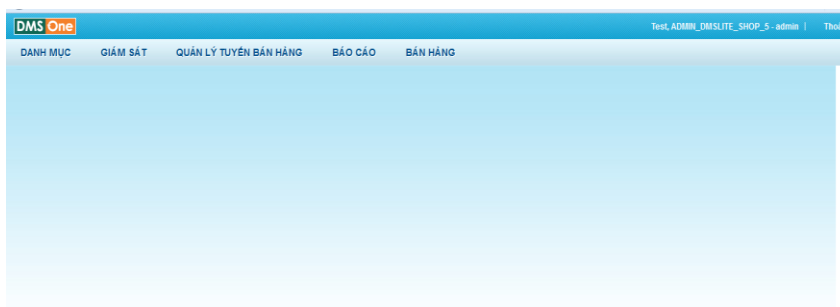 DMS One
Test, ADMIN_DMSLITE_SHOP_5 - admin |
DANH MỤC GIÁM SÁT QUẢN LÝ TUYẾN BÁN HÀNG BÁO CÁO BÁN HÀNG